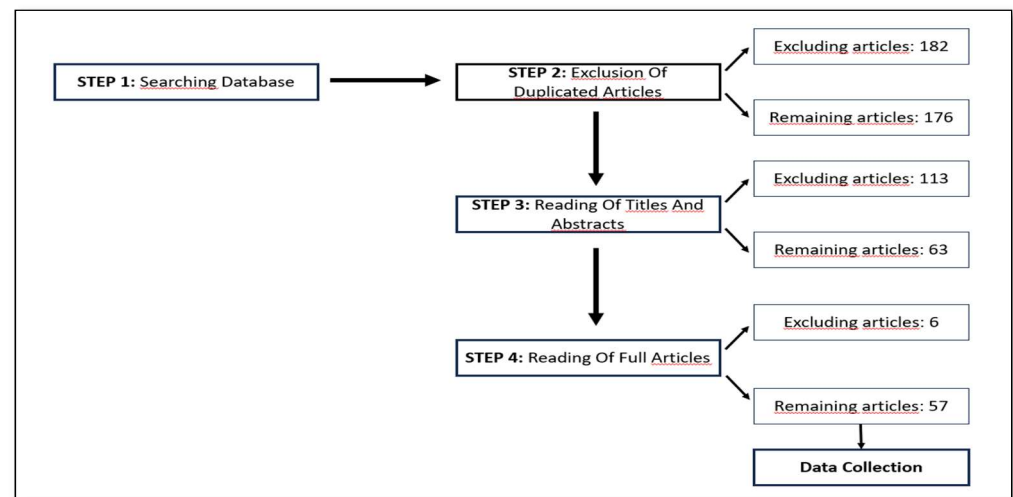 STEP 1: Searching Database
STEP 2: Exclusion Of
Duplicated Articles
Excluding articles: 182
Remaining articles: 176
STEP 3: Reading Of Titles And
Abstracts
Excluding articles: 113
Remaining articles: 63
STEP 4: Reading Of Full Articles
Excluding articles: 6
Remaining articles: 57
Data Collection